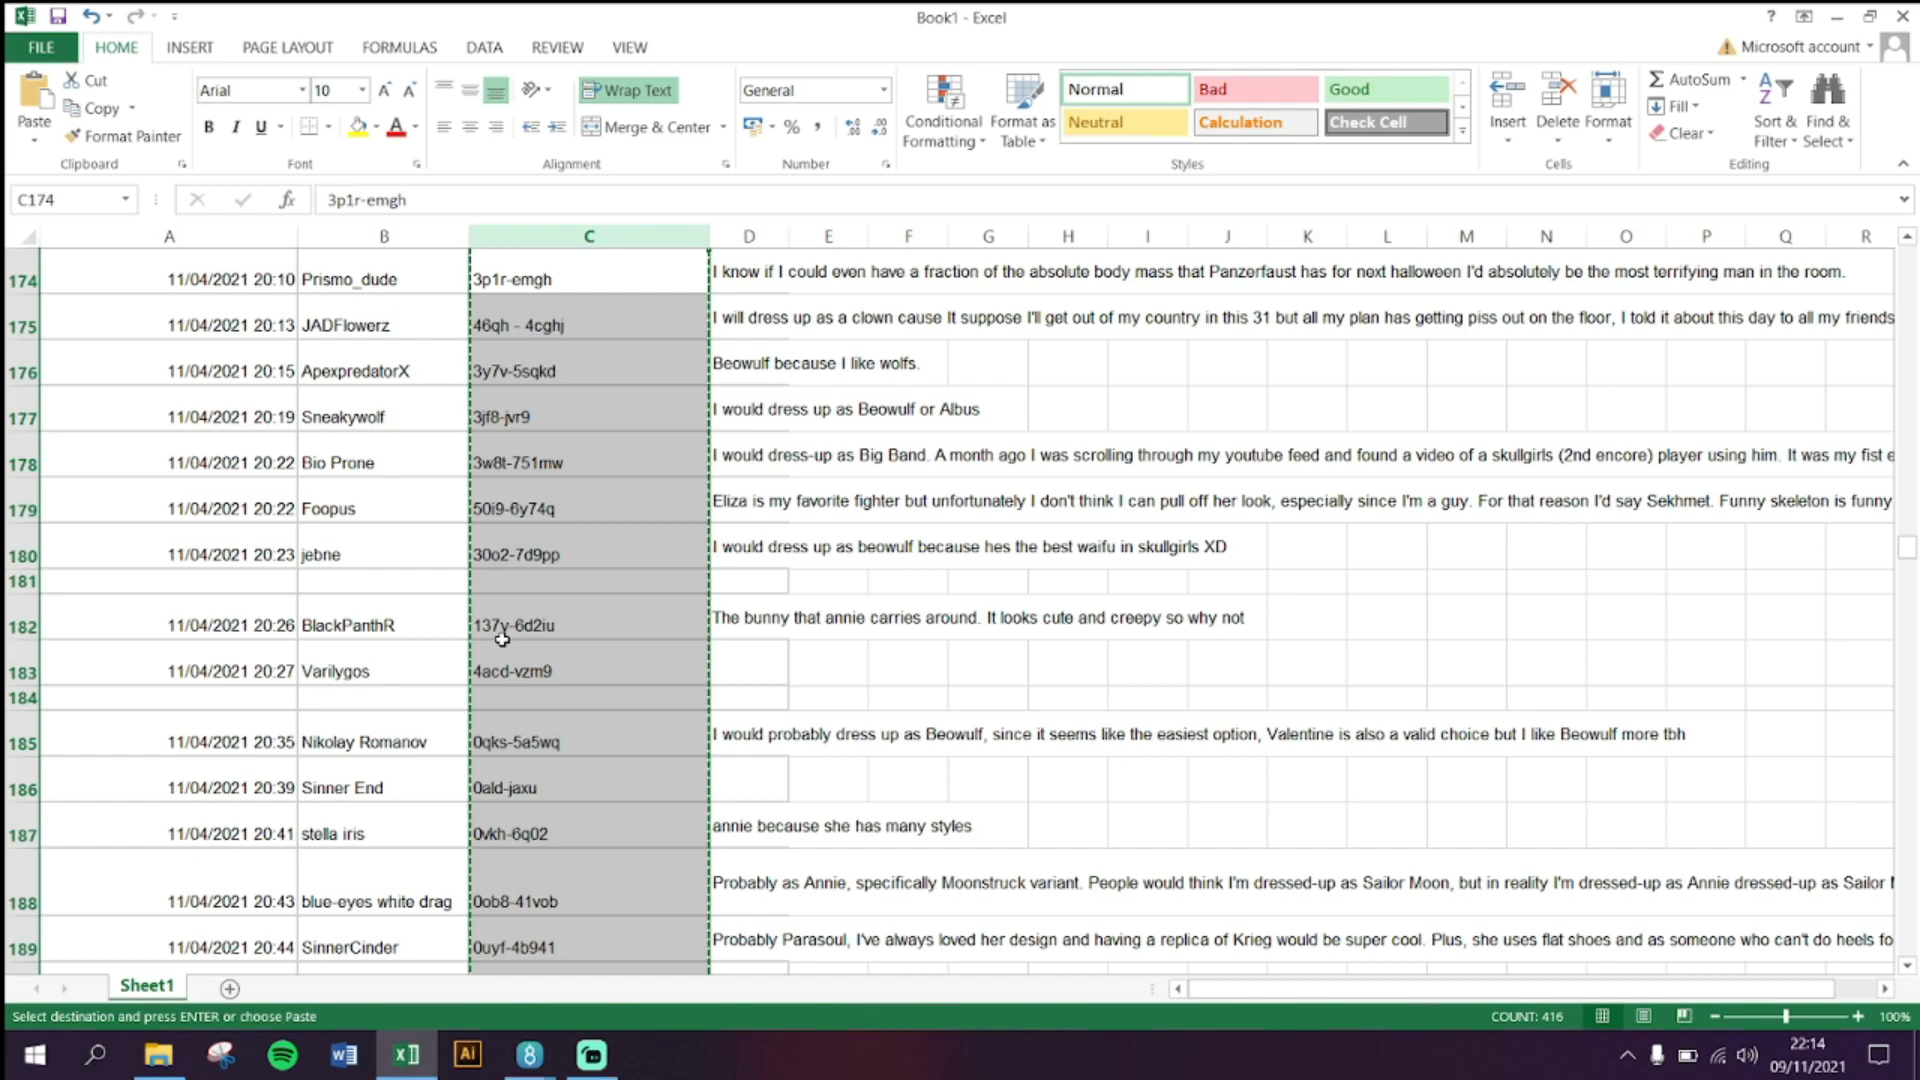 Book1 - Excel
FILE HOME INSERT PAGE LAYOUT FORMULAS DATA REVIEW VIEW Microsoft account
Paste Cut
Copy
Format Painter
Clipboard
Arial 10
B I U
Font
Wrap Text
Merge & Center
Alignment
General
Number
Conditional Formatting
Format as Table
Normal Bad Good
Neutral Calculation Check Cell
Styles
Insert Delete Format
Cells
AutoSum
Fill
Clear
Sort & Filter
Find & Select
Editing
C174 fx 3p1r-emgh
A B C D E F G H I J K L M N O P Q R
174 11/04/2021 20:10 Prismo_dude 3p1r-emgh I know if I could even have a fraction of the absolute body mass that Panzerfaust has for next halloween I'd absolutely be the most terrifying man in the room.
175 11/04/2021 20:13 JADFlowerz 46qh - 4cghj I will dress up as a clown cause It suppose I'll get out of my country in this 31 but all my plan has getting piss out on the floor, I told it about this day to all my friends
176 11/04/2021 20:15 ApexpredatorX 3y7v-5sqkd Beowulf because I like wolfs.
177 11/04/2021 20:19 Sneakywolf 3jf8-jvr9 I would dress up as Beowulf or Albus
178 11/04/2021 20:22 Bio Prone 3w8t-751mw I would dress-up as Big Band. A month ago I was scrolling through my youtube feed and found a video of a skullgirls (2nd encore) player using him. It was my fist e
179 11/04/2021 20:22 Foopus 50i9-6y74q Eliza is my favorite fighter but unfortunately I don't think I can pull off her look, especially since I'm a guy. For that reason I'd say Sekhmet. Funny skeleton is funny
180 11/04/2021 20:23 jebne 30o2-7d9pp I would dress up as beowulf because hes the best waifu in skullgirls XD
181
182 11/04/2021 20:26 BlackPanthR 137y-6d2iu The bunny that annie carries around. It looks cute and creepy so why not
183 11/04/2021 20:27 Varilygos 4acd-vzm9
184
185 11/04/2021 20:35 Nikolay Romanov 0qks-5a5wq I would probably dress up as Beowulf, since it seems like the easiest option, Valentine is also a valid choice but I like Beowulf more tbh
186 11/04/2021 20:39 Sinner End 0ald-jaxu
187 11/04/2021 20:41 stella iris 0vkh-6q02 annie because she has many styles
188 11/04/2021 20:43 blue-eyes white drag 0ob8-41vob Probably as Annie, specifically Moonstruck variant. People would think I'm dressed-up as Sailor Moon, but in reality I'm dressed-up as Annie dressed-up as Sailor
189 11/04/2021 20:44 SinnerCinder 0uyf-4b941 Probably Parasoul, I've always loved her design and having a replica of Krieg would be super cool. Plus, she uses flat shoes and as someone who can't do heels fo
Sheet1
Select destination and press ENTER or choose Paste COUNT: 416 100%
Ai 8
22:14
09/11/2021